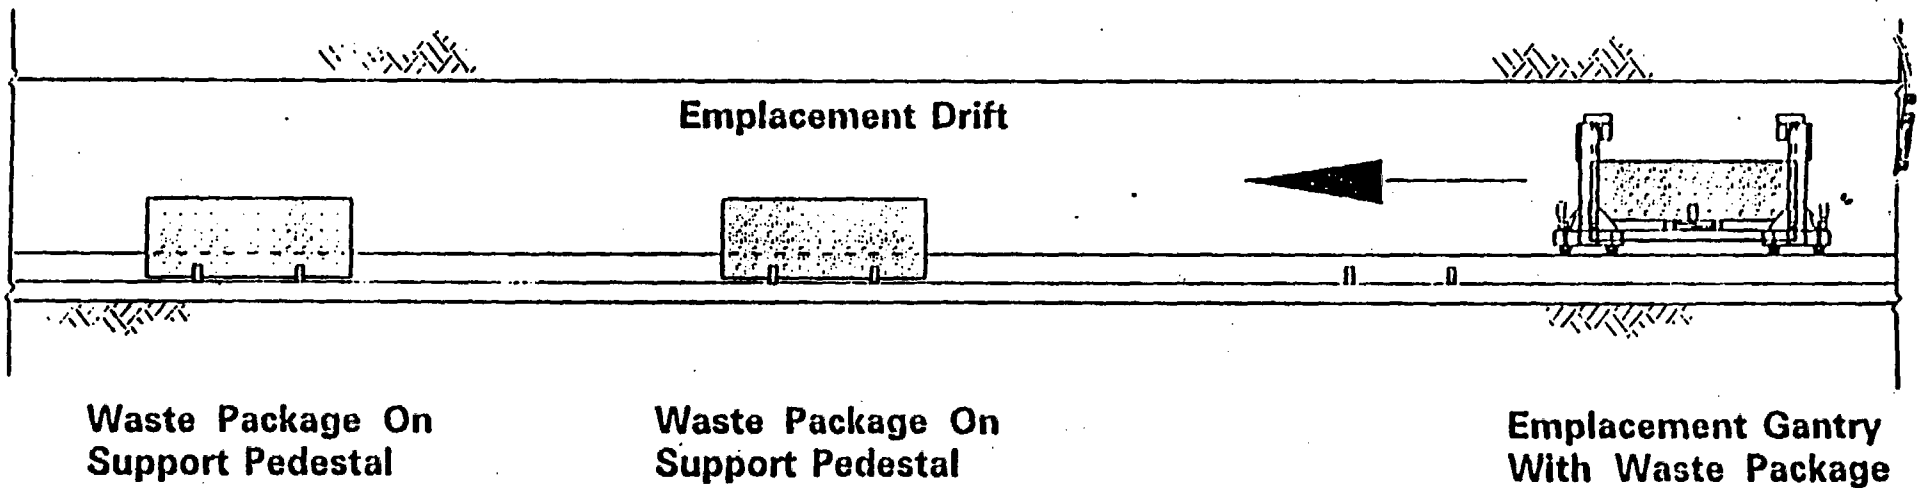 Emplacement Drift
Waste Package On
Support Pedestal
Waste Package On
Support Pedestal
Emplacement Gantry
With Waste Package